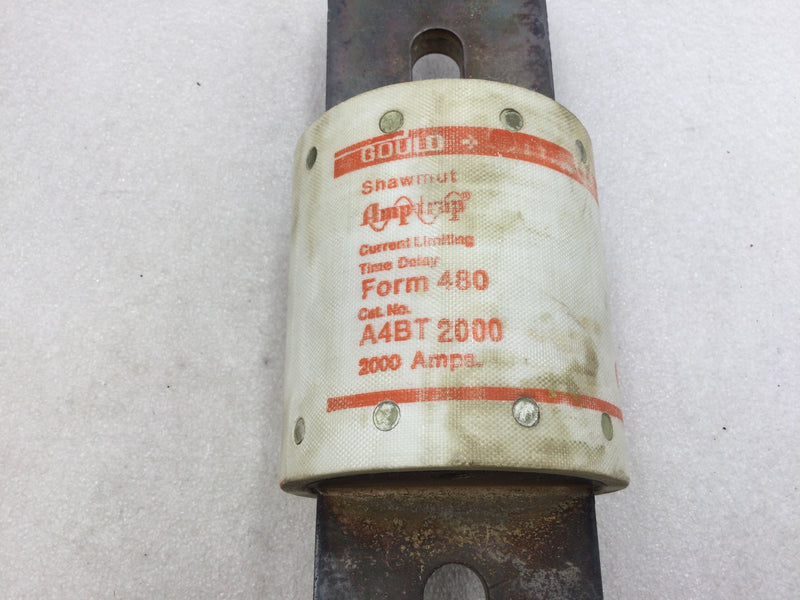 GOULD
Shawmut
Amp-trap®
Current Limiting
Time Delay
Form 480
Cat. No.
A4BT 2000
2000 Amps.